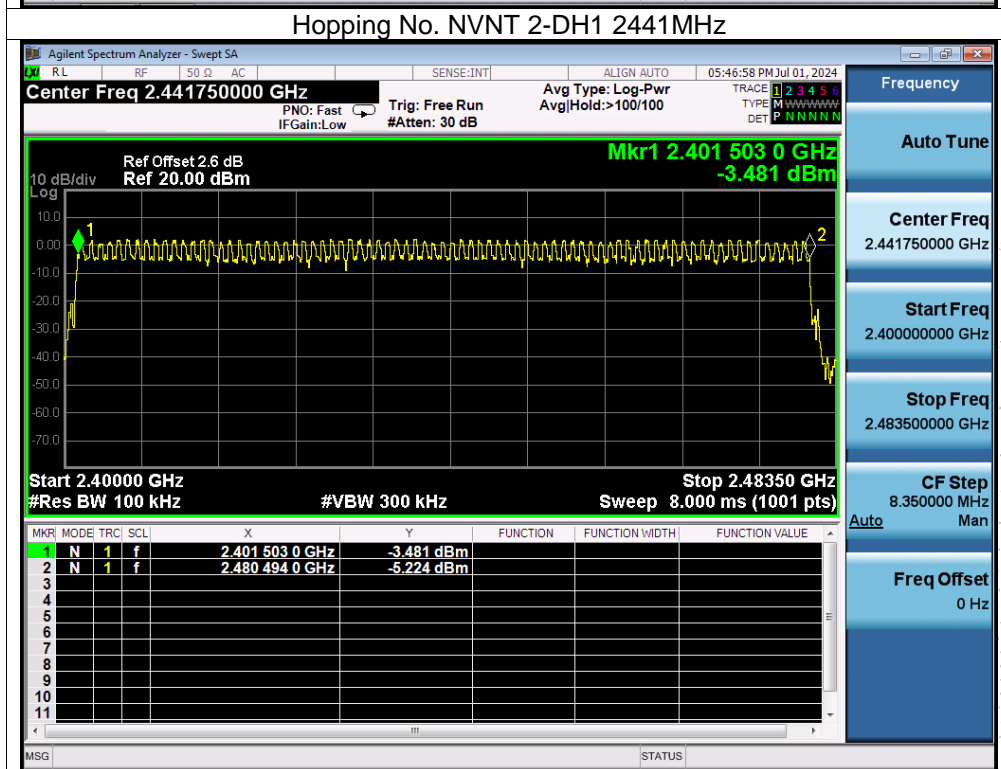 Hopping No. NVNT 2-DH1 2441MHz
Agilent Spectrum Analyzer - Swept SA
LXI RL RF 50 Ω AC SENSE:INT ALIGN AUTO 05:46:58 PM Jul 01, 2024
Center Freq 2.441750000 GHz
PNO: Fast
IFGain:Low
Trig: Free Run
#Atten: 30 dB
Avg Type: Log-Pwr
Avg|Hold:>100/100
TRACE 1 2 3 4 5 6
TYPE M WWWWW
DET P N N N N N
Frequency
Auto Tune
Center Freq
2.441750000 GHz
Start Freq
2.400000000 GHz
Stop Freq
2.483500000 GHz
CF Step
8.350000 MHz
Auto Man
Freq Offset
0 Hz
Mkr1 2.401 503 0 GHz
-3.481 dBm
Ref Offset 2.6 dB
10 dB/div Ref 20.00 dBm
Log
10.0
0.00
-10.0
-20.0
-30.0
-40.0
-50.0
-60.0
-70.0
1
2
Start 2.40000 GHz Stop 2.48350 GHz
#Res BW 100 kHz #VBW 300 kHz Sweep 8.000 ms (1001 pts)
MKR MODE TRC SCL X Y FUNCTION FUNCTION WIDTH FUNCTION VALUE
1 N 1 f 2.401 503 0 GHz -3.481 dBm
2 N 1 f 2.480 494 0 GHz -5.224 dBm
3
4
5
6
7
8
9
10
11
MSG STATUS